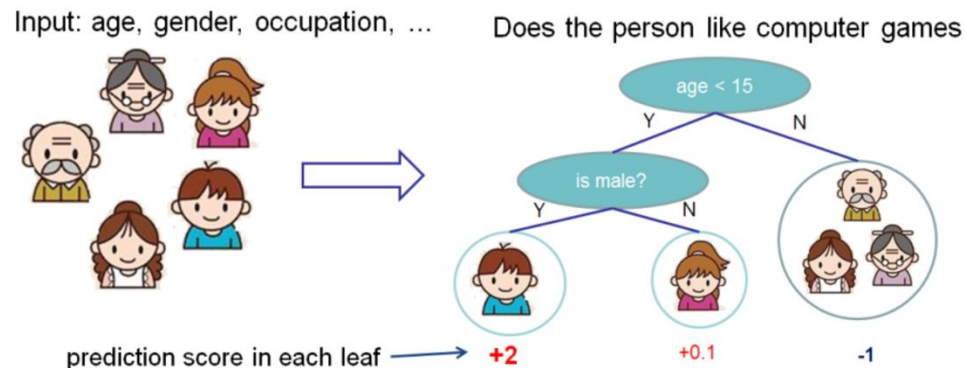 Input: age, gender, occupation, ...
Does the person like computer games
age < 15
Y
N
is male?
Y
N
prediction score in each leaf
+2
+0.1
-1